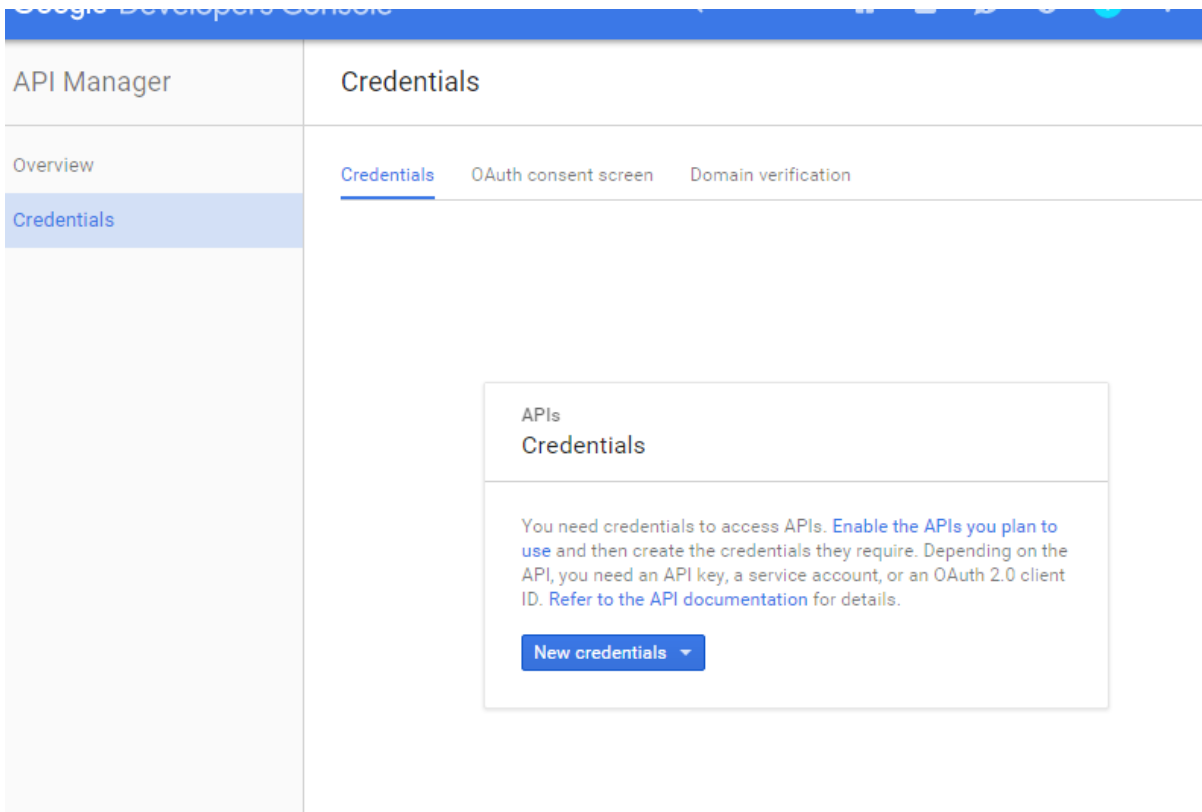 Google Developers Console
API Manager
Credentials
Overview
Credentials
Credentials OAuth consent screen Domain verification
APIs
Credentials
You need credentials to access APIs. Enable the APIs you plan to
use and then create the credentials they require. Depending on the
API, you need an API key, a service account, or an OAuth 2.0 client
ID. Refer to the API documentation for details.
New credentials